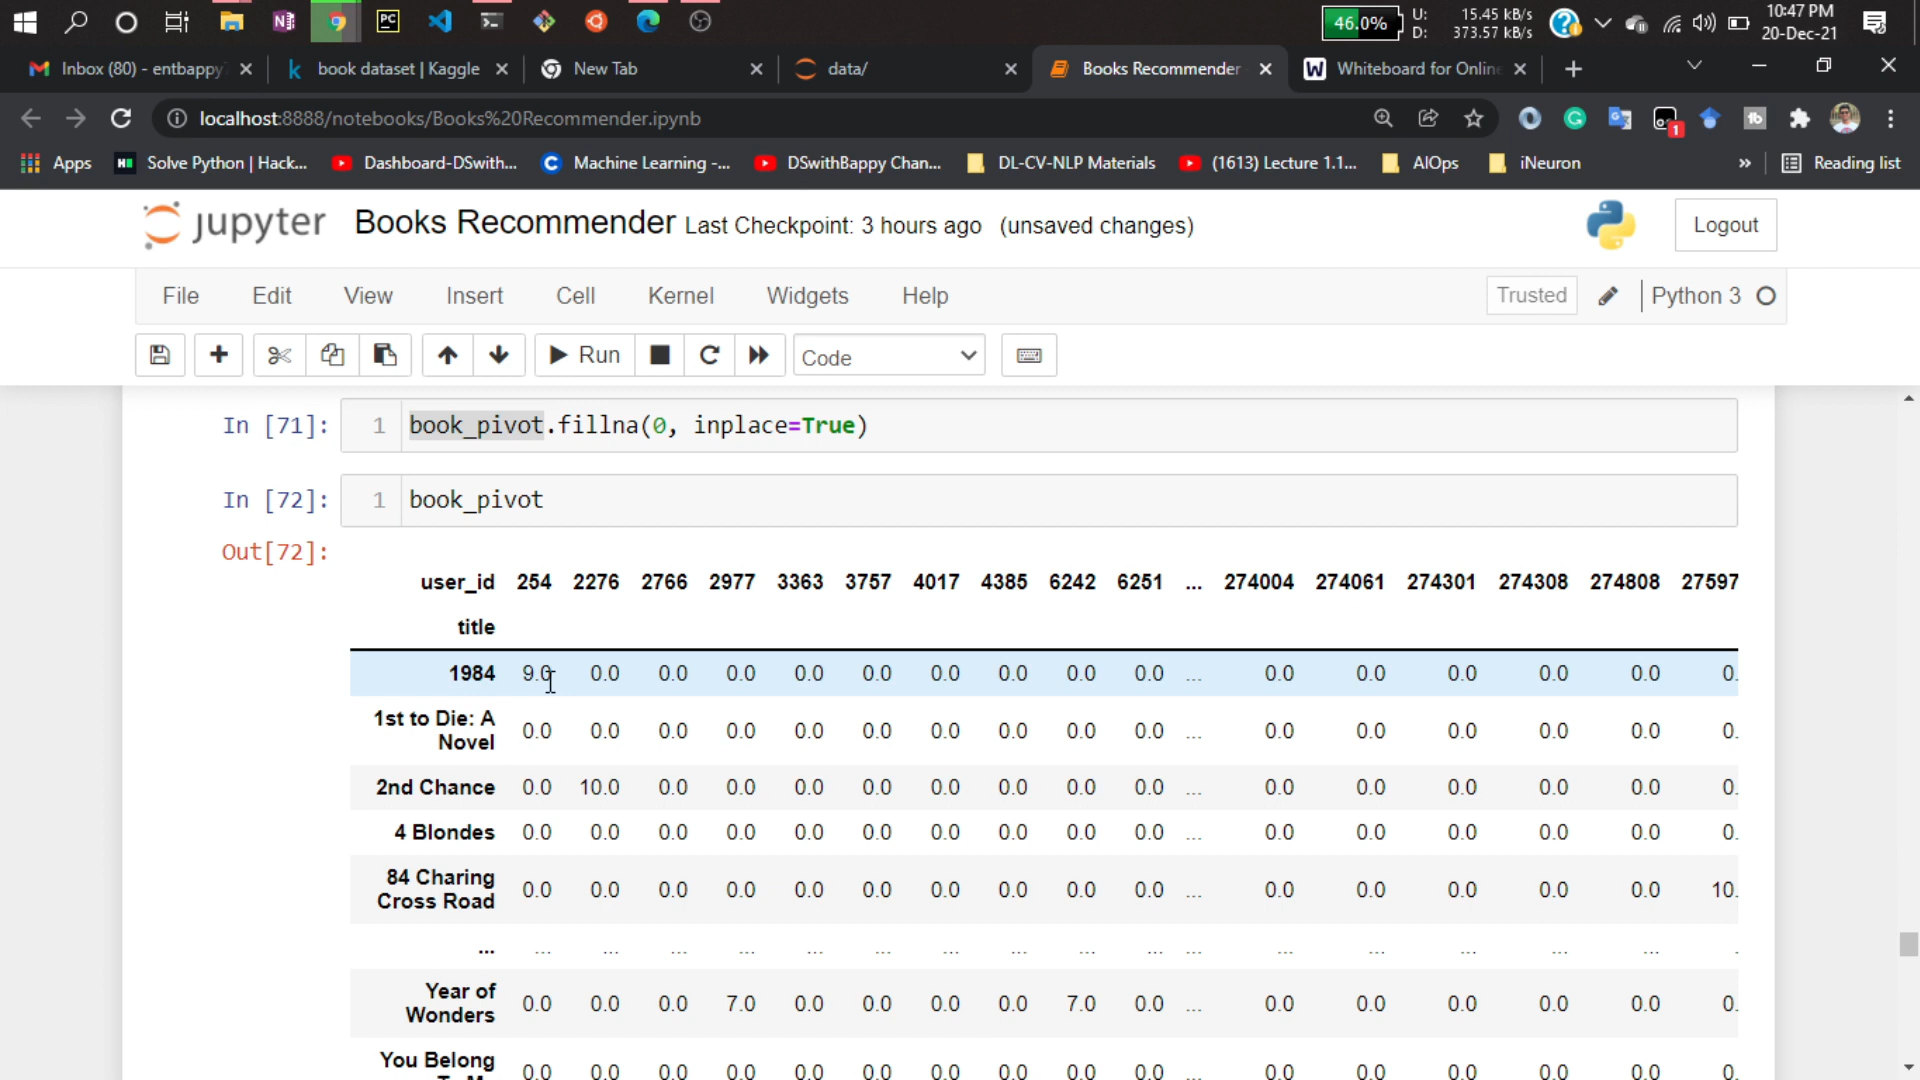 46.0% U: 15.45 kB/s
D: 373.57 kB/s
10:47 PM
20-Dec-21
Inbox (80) - entbappy book dataset | Kaggle New Tab data/ Books Recommender Whiteboard for Online
localhost:8888/notebooks/Books%20Recommender.ipynb
Apps Solve Python | Hack... Dashboard-DSwith... Machine Learning -... DSwithBappy Chan... DL-CV-NLP Materials (1613) Lecture 1.1... AIOps iNeuron » Reading list
jupyter Books Recommender Last Checkpoint: 3 hours ago (unsaved changes) Logout
File Edit View Insert Cell Kernel Widgets Help Trusted Python 3
Run Code
In [71]: 1 book_pivot.fillna(0, inplace=True)
In [72]: 1 book_pivot
Out[72]:
user_id 254 2276 2766 2977 3363 3757 4017 4385 6242 6251 ... 274004 274061 274301 274308 274808 27597
title
1984 9.0 0.0 0.0 0.0 0.0 0.0 0.0 0.0 0.0 0.0 ... 0.0 0.0 0.0 0.0 0.0 0.
1st to Die: A
Novel 0.0 0.0 0.0 0.0 0.0 0.0 0.0 0.0 0.0 0.0 ... 0.0 0.0 0.0 0.0 0.0 0.
2nd Chance 0.0 10.0 0.0 0.0 0.0 0.0 0.0 0.0 0.0 0.0 ... 0.0 0.0 0.0 0.0 0.0 0.
4 Blondes 0.0 0.0 0.0 0.0 0.0 0.0 0.0 0.0 0.0 0.0 ... 0.0 0.0 0.0 0.0 0.0 0.
84 Charing
Cross Road 0.0 0.0 0.0 0.0 0.0 0.0 0.0 0.0 0.0 0.0 ... 0.0 0.0 0.0 0.0 0.0 10.
... ... ... ... ... ... ... ... ... ... ... ... ... ... ... ... ... .
Year of
Wonders 0.0 0.0 0.0 7.0 0.0 0.0 0.0 0.0 7.0 0.0 ... 0.0 0.0 0.0 0.0 0.0 0.
You Belong
0.0 0.0 0.0 0.0 0.0 0.0 0.0 0.0 0.0 0.0 0.0 0.0 0.0 0.0 0.0 0.